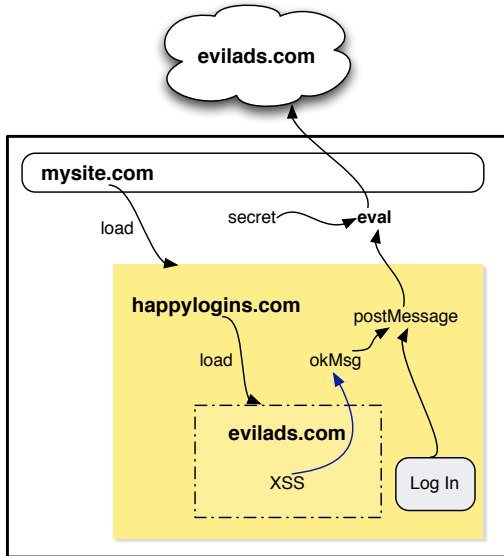 evilads.com
mysite.com
secret
eval
load
happylogins.com
postMessage
load
okMsg
evilads.com
XSS
Log In